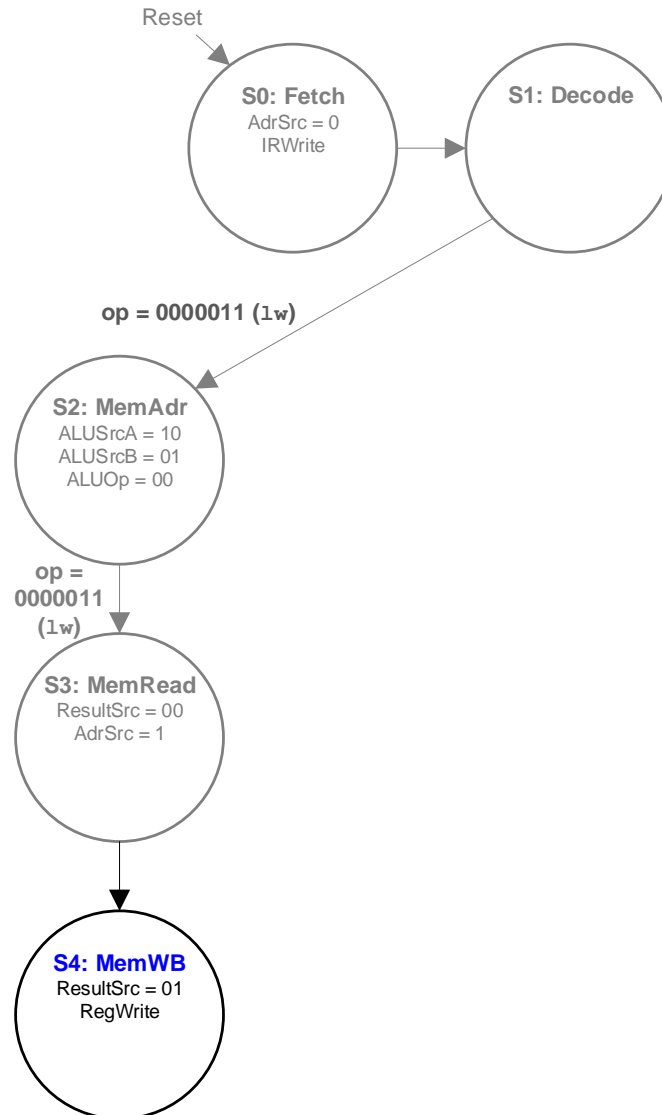 Reset
S0: Fetch
AdrSrc = 0
IRWrite
S1: Decode
op = 0000011 (lw)
S2: MemAdr
ALUSrcA = 10
ALUSrcB = 01
ALUOp = 00
op =
0000011
(lw)
S3: MemRead
ResultSrc = 00
AdrSrc = 1
S4: MemWB
ResultSrc = 01
RegWrite